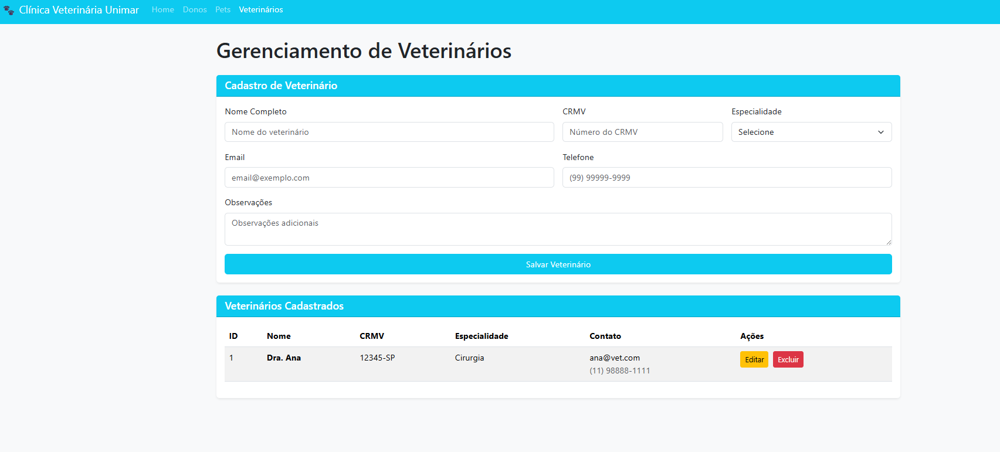 Clínica Veterinária Unimar Home Donos Pets Veterinários
Gerenciamento de Veterinários
Cadastro de Veterinário
Nome Completo CRMV Especialidade
Nome do veterinário Número do CRMV Selecione
Email Telefone
email@exemplo.com (99) 99999-9999
Observações
Observações adicionais
Salvar Veterinário
Veterinários Cadastrados
ID Nome CRMV Especialidade Contato Ações
1 Dra. Ana 12345-SP Cirurgia ana@vet.com Editar Excluir
(11) 98888-1111